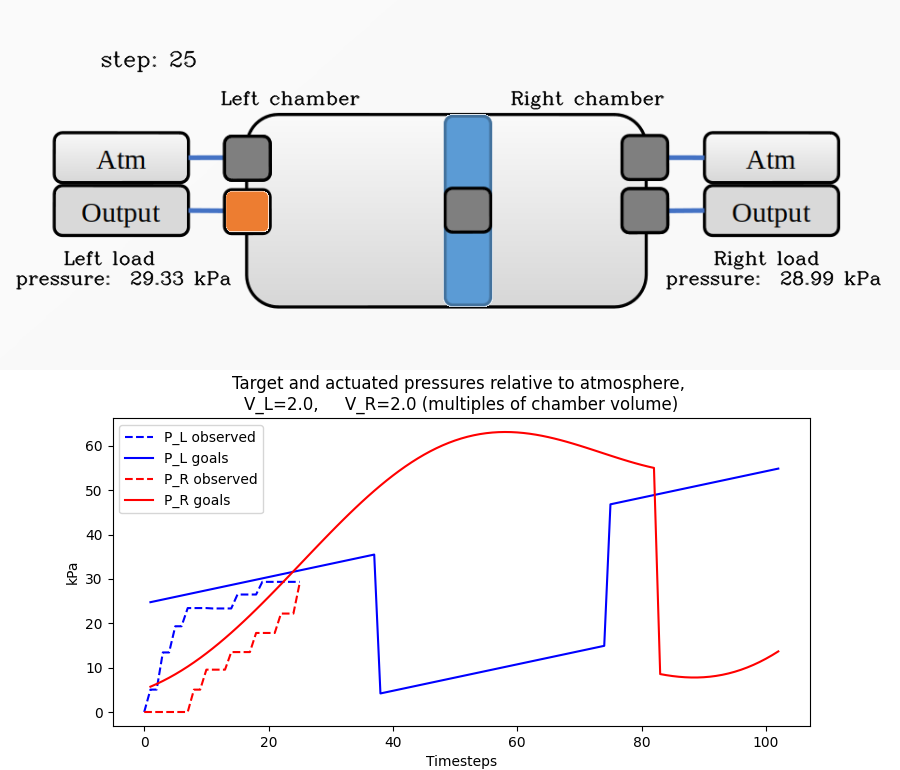 step: 25
Left chamber
Right chamber
Atm
Atm
Output
Output
Left load
pressure: 29.33 kPa
Right load
pressure: 28.99 kPa
Target and actuated pressures relative to atmosphere,
V_L=2.0, V_R=2.0 (multiples of chamber volume)
P_L observed
P_L goals
P_R observed
P_R goals
kPa
60
50
40
30
20
10
0
0 20 40 60 80 100
Timesteps